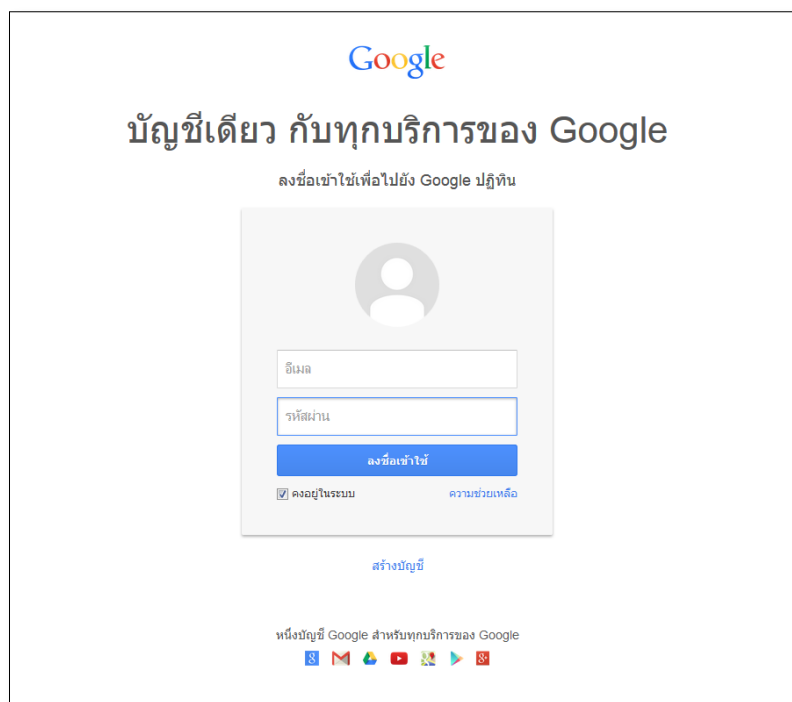 Google
บัญชีเดียว กับทุกบริการของ Google
ลงชื่อเข้าใช้เพื่อไปยัง Google ปฏิทิน
อีเมล
รหัสผ่าน
ลงชื่อเข้าใช้
คงอยู่ในระบบ ความช่วยเหลือ
สร้างบัญชี
หนึ่งบัญชี Google สำหรับทุกบริการของ Google